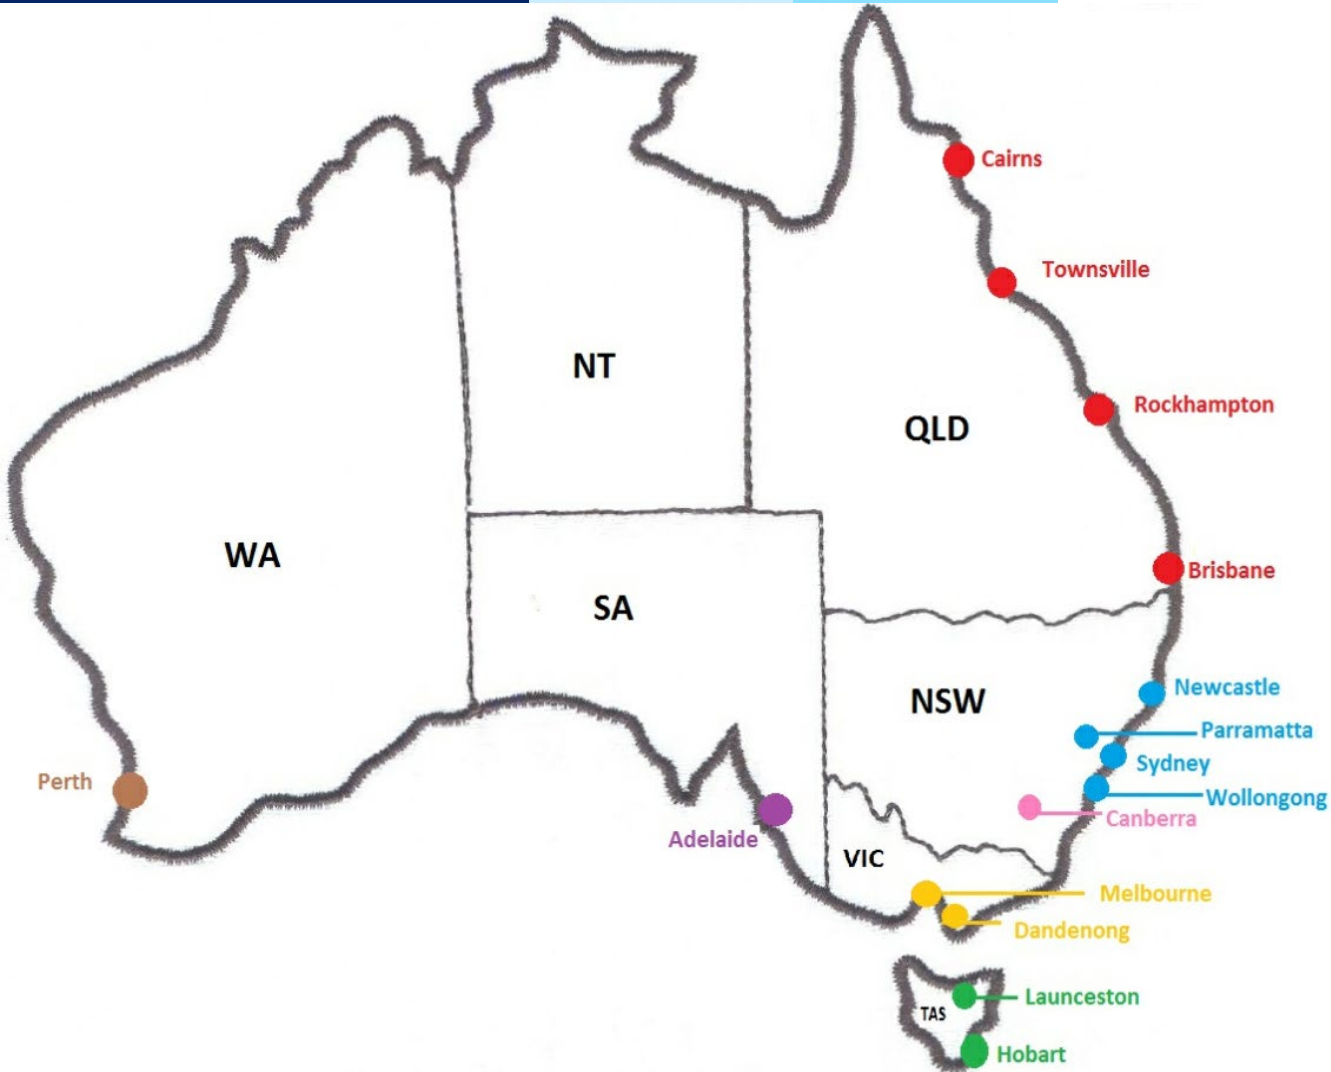 Cairns
Townsville
NT
Rockhampton
QLD
WA
Brisbane
SA
Newcastle
NSW
Parramatta
Sydney
Perth
Wollongong
Canberra
Adelaide
VIC
Melbourne
Dandenong
Launceston
TAS
Hobart